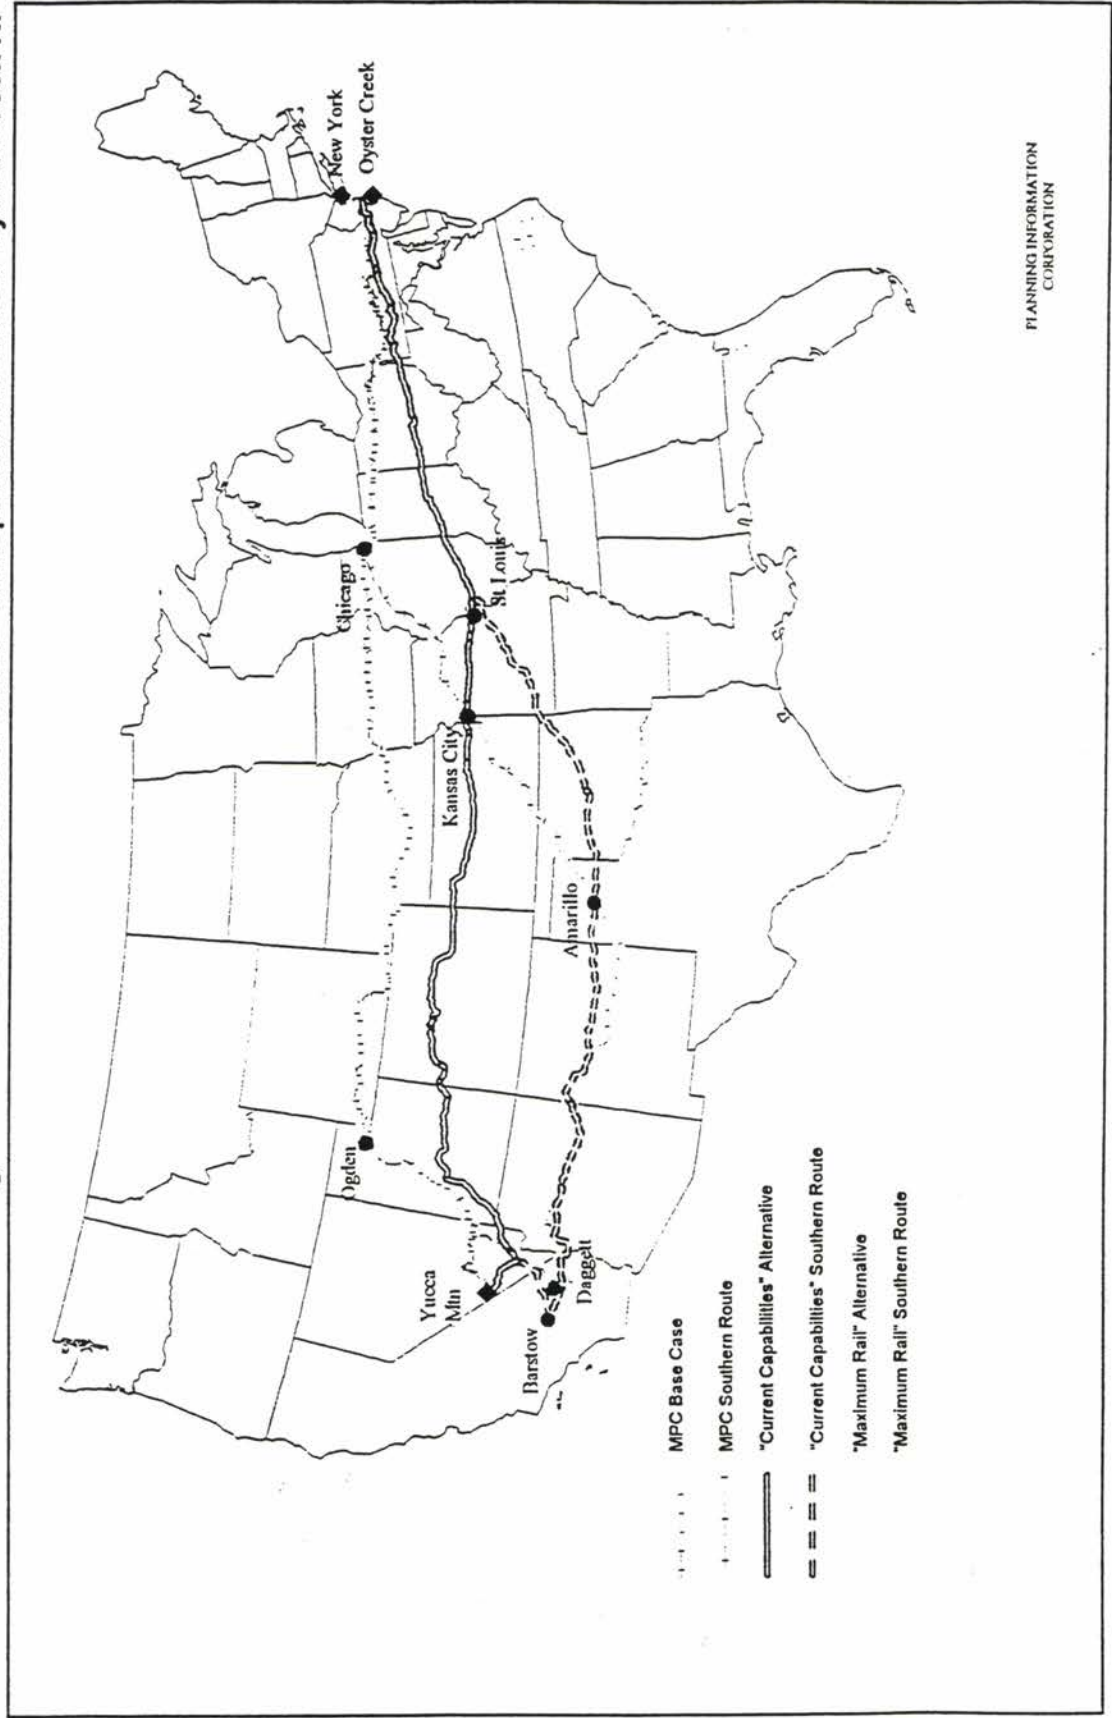 New York
Oyster Creek
Chicago
St Louis
Kansas City
Ogden
Amarillo
Yucca
Mtn
Daggett
Barstow
MPC Base Case
MPC Southern Route
"Current Capabilities" Alternative
"Current Capabilities" Southern Route
"Maximum Rail" Alternative
"Maximum Rail" Southern Route
PLANNING INFORMATION
CORPORATION